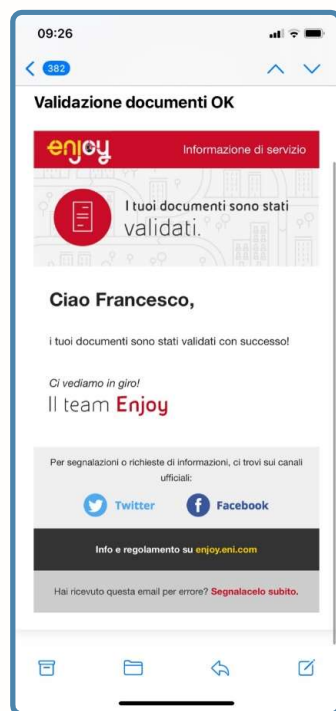 09:26
382
Validazione documenti OK
enjoy
Informazione di servizio
I tuoi documenti sono stati
validati.
Ciao Francesco,
i tuoi documenti sono stati validati con successo!
Ci vediamo in giro!
Il team Enjoy
Per segnalazioni o richieste di informazioni, ci trovi sui canali
ufficiali:
Twitter
Facebook
Info e regolamento su enjoy.eni.com
Hai ricevuto questa email per errore? Segnalacelo subito.